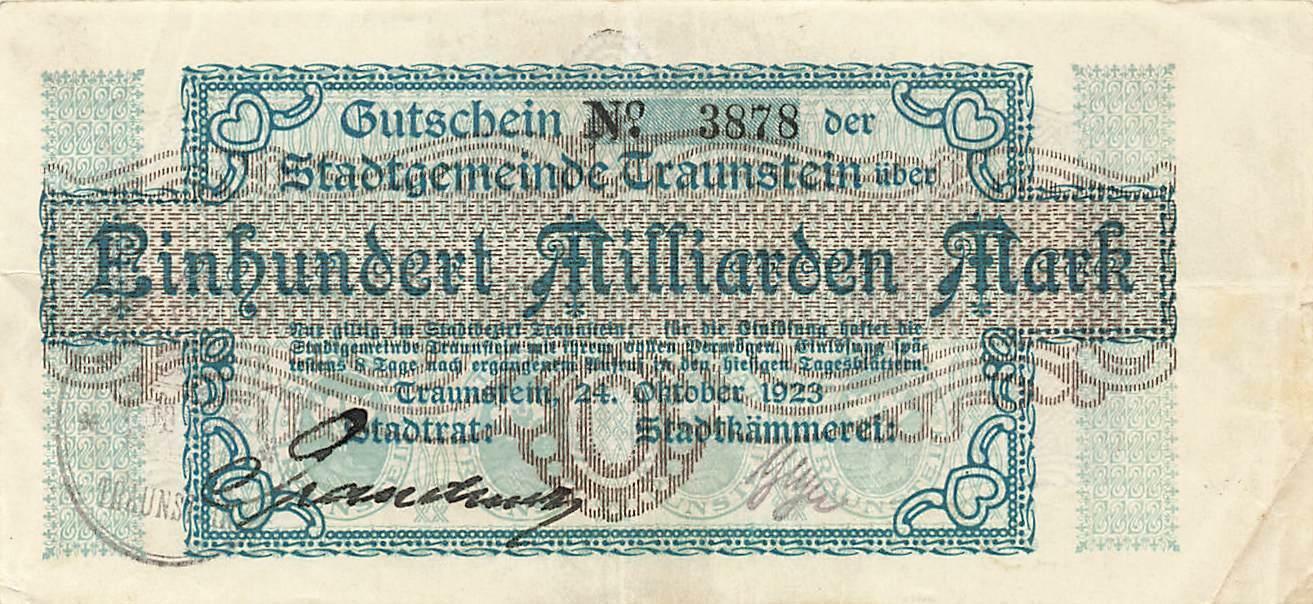 Gutschein No. 3878 der
Stadtgemeinde Traunstein über
Einhundert Milliarden Mark
Nur gültig im Stadtbezirk Traunstein; für die Einlösung haftet die
Stadtgemeinde Traunstein mit ihrem ganzen Vermögen. Einlösung spä-
testens 8 Tage nach ergangenem Aufruf in den hiesigen Tagesblättern.
Traunstein, 24. Oktober 1923
Stadtrat: Stadtkämmerei: